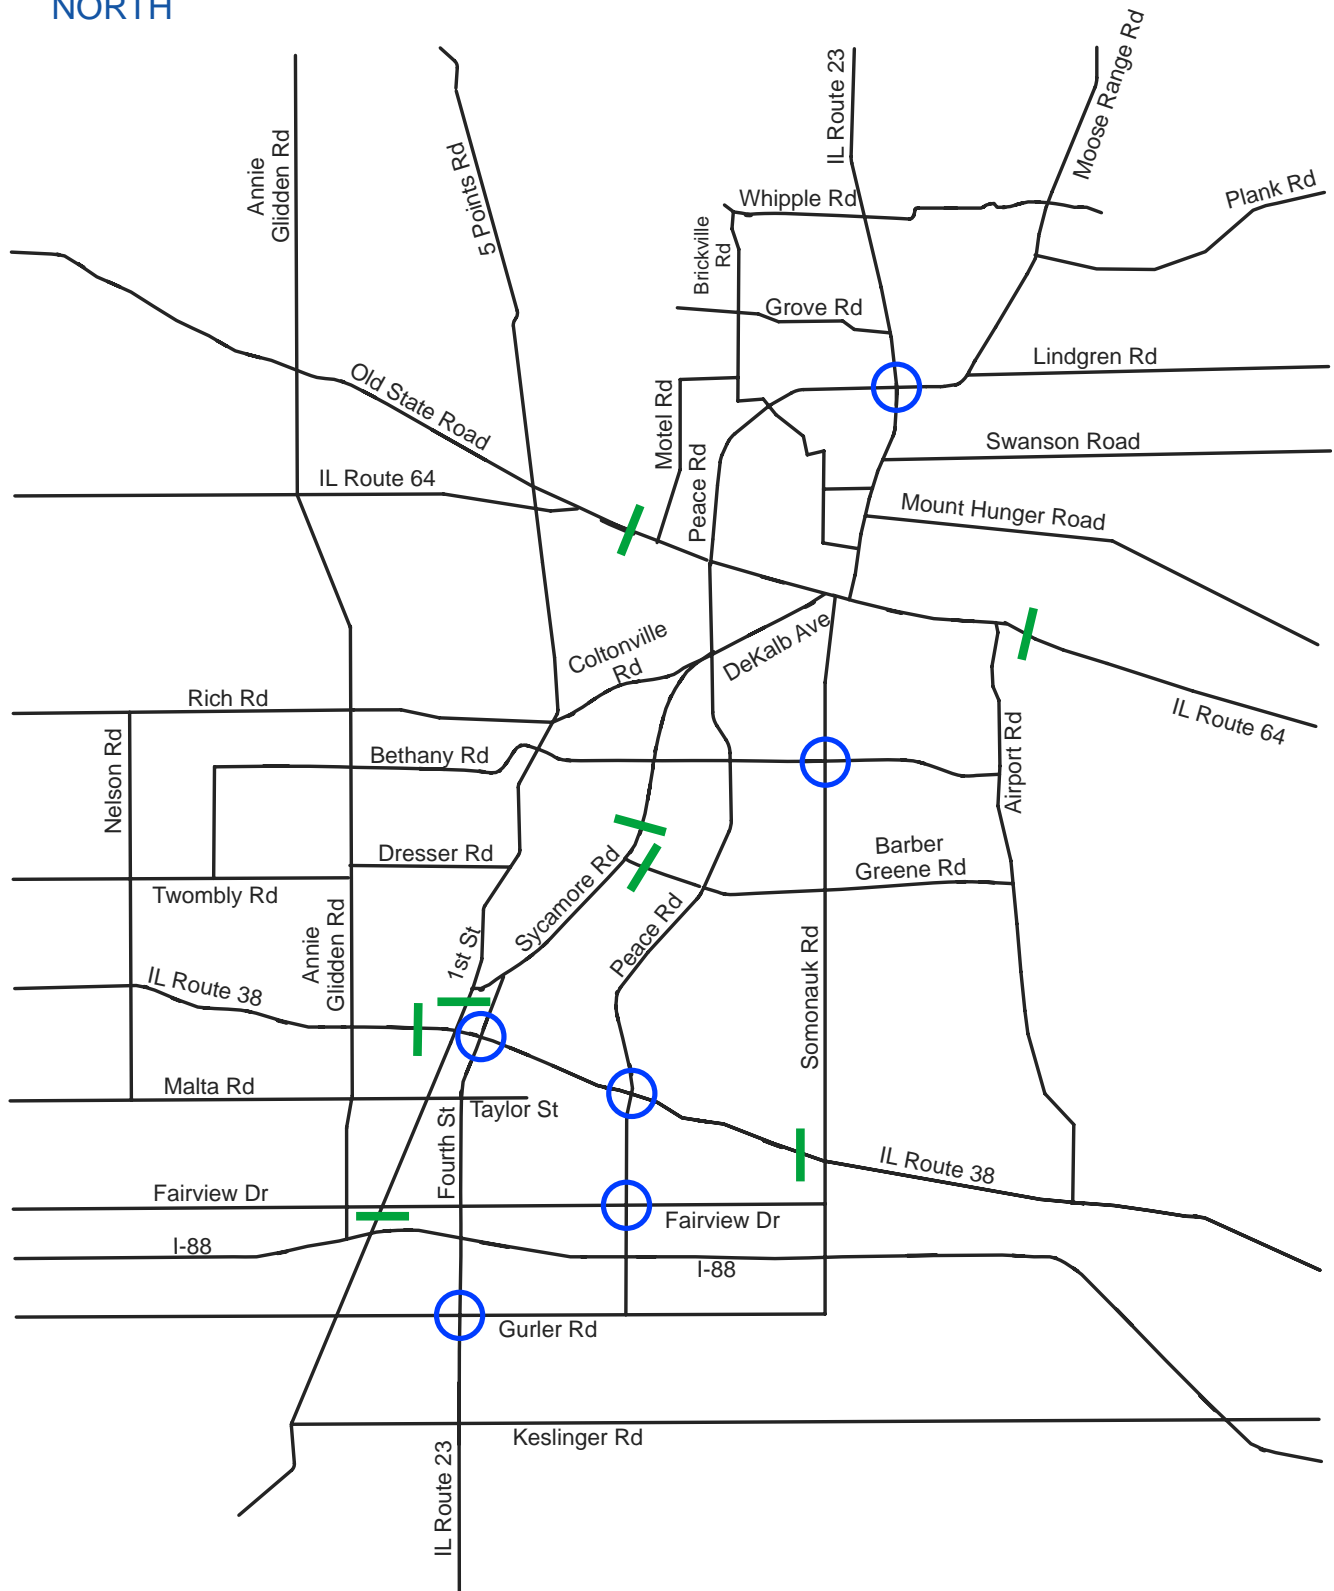 NORTH
IL Route 23
Moose Range Rd
Annie
Glidden Rd
5 Points Rd
Whipple Rd
Plank Rd
Brickville
Rd
Grove Rd
Lindgren Rd
Old State Road
Motel Rd
Peace Rd
Swanson Road
IL Route 64
Mount Hunger Road
Coltonville
Rd
DeKalb Ave
Rich Rd
IL Route 64
Nelson Rd
Bethany Rd
Airport Rd
Dresser Rd
Barber
Greene Rd
Twombly Rd
Sycamore Rd
Annie
Glidden Rd
1st St
Peace Rd
Somonauk Rd
IL Route 38
Malta Rd
Taylor St
Fourth St
IL Route 38
Fairview Dr
Fairview Dr
I-88
I-88
Gurler Rd
Keslinger Rd
IL Route 23